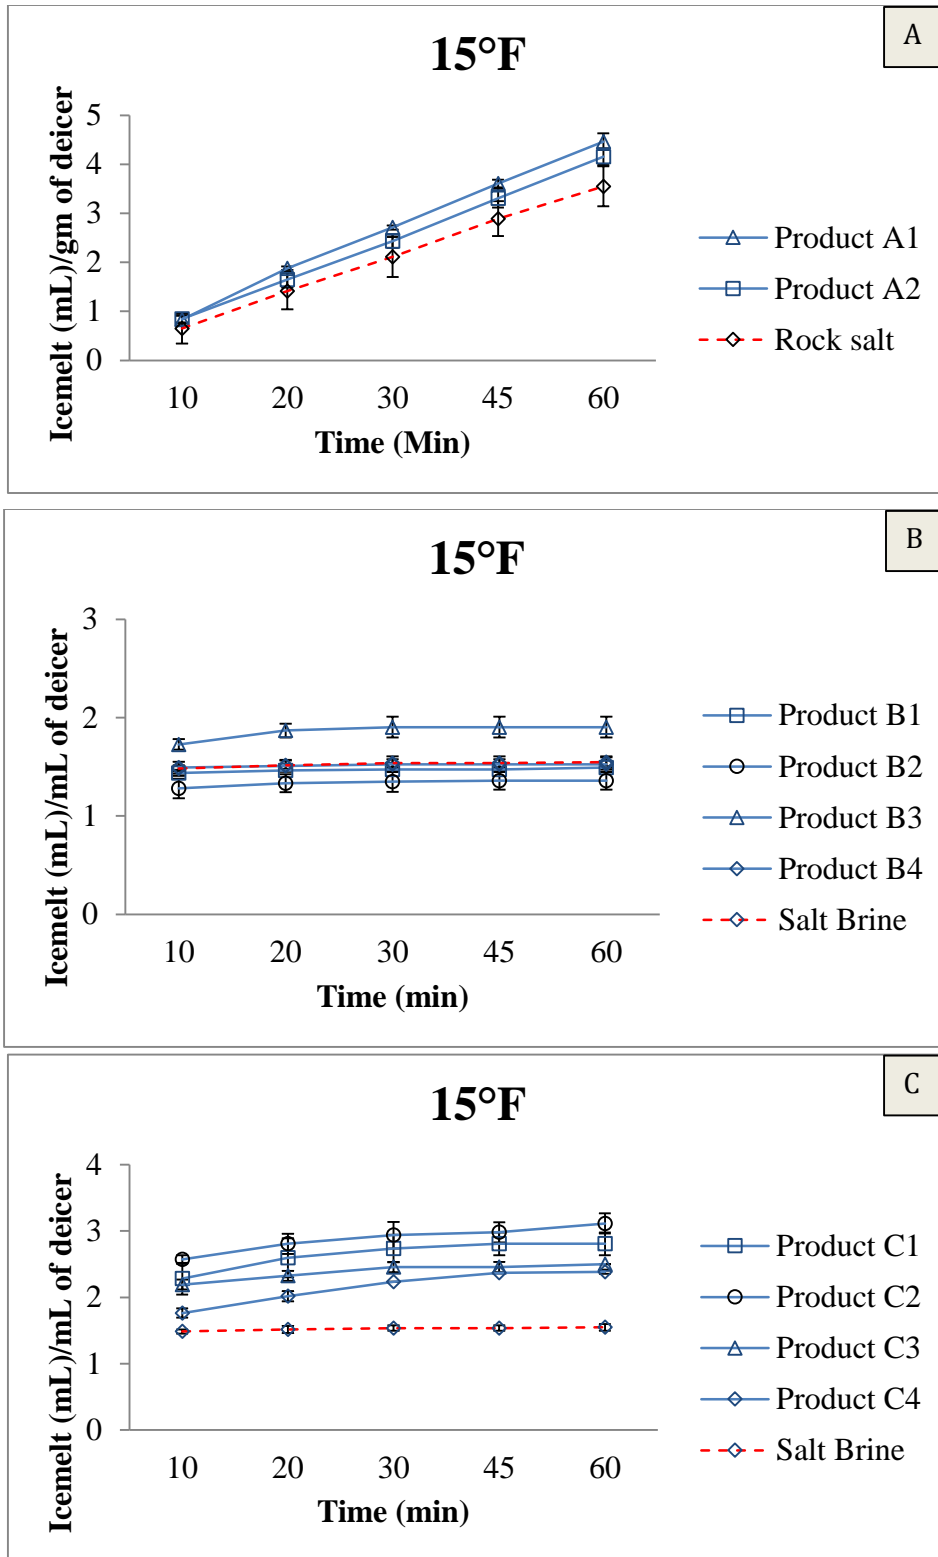 A
15°F
Icemelt (mL)/gm of deicer
5
4
3
2
1
0
10 20 30 45 60
Time (Min)
Product A1
Product A2
Rock salt
B
15°F
Icemelt (mL)/mL of deicer
3
2
1
0
10 20 30 45 60
Time (min)
Product B1
Product B2
Product B3
Product B4
Salt Brine
C
15°F
Icemelt (mL)/mL of deicer
4
3
2
1
0
10 20 30 45 60
Time (min)
Product C1
Product C2
Product C3
Product C4
Salt Brine